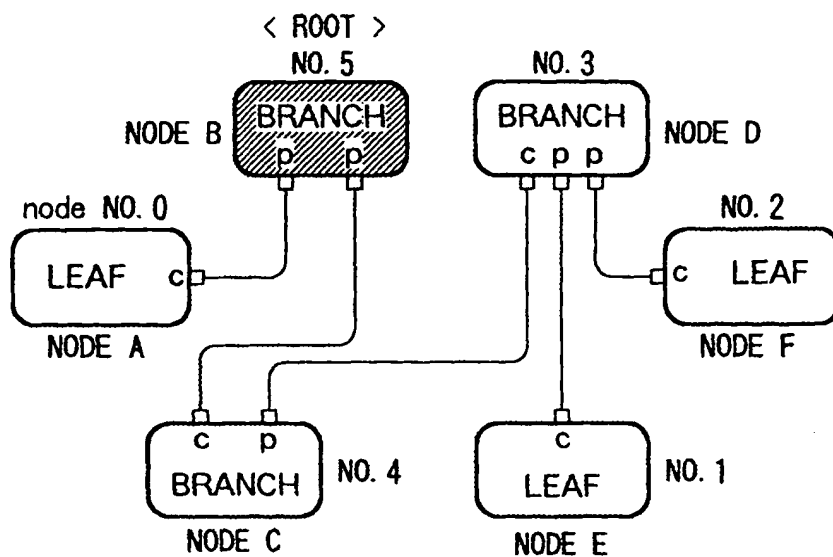 < ROOT >
NO. 5
BRANCH
p p
NODE B
NO. 3
BRANCH
c p p
NODE D
node NO. 0
LEAF c
NODE A
NO. 2
c LEAF
NODE F
c p
BRANCH
NO. 4
NODE C
c
LEAF
NO. 1
NODE E